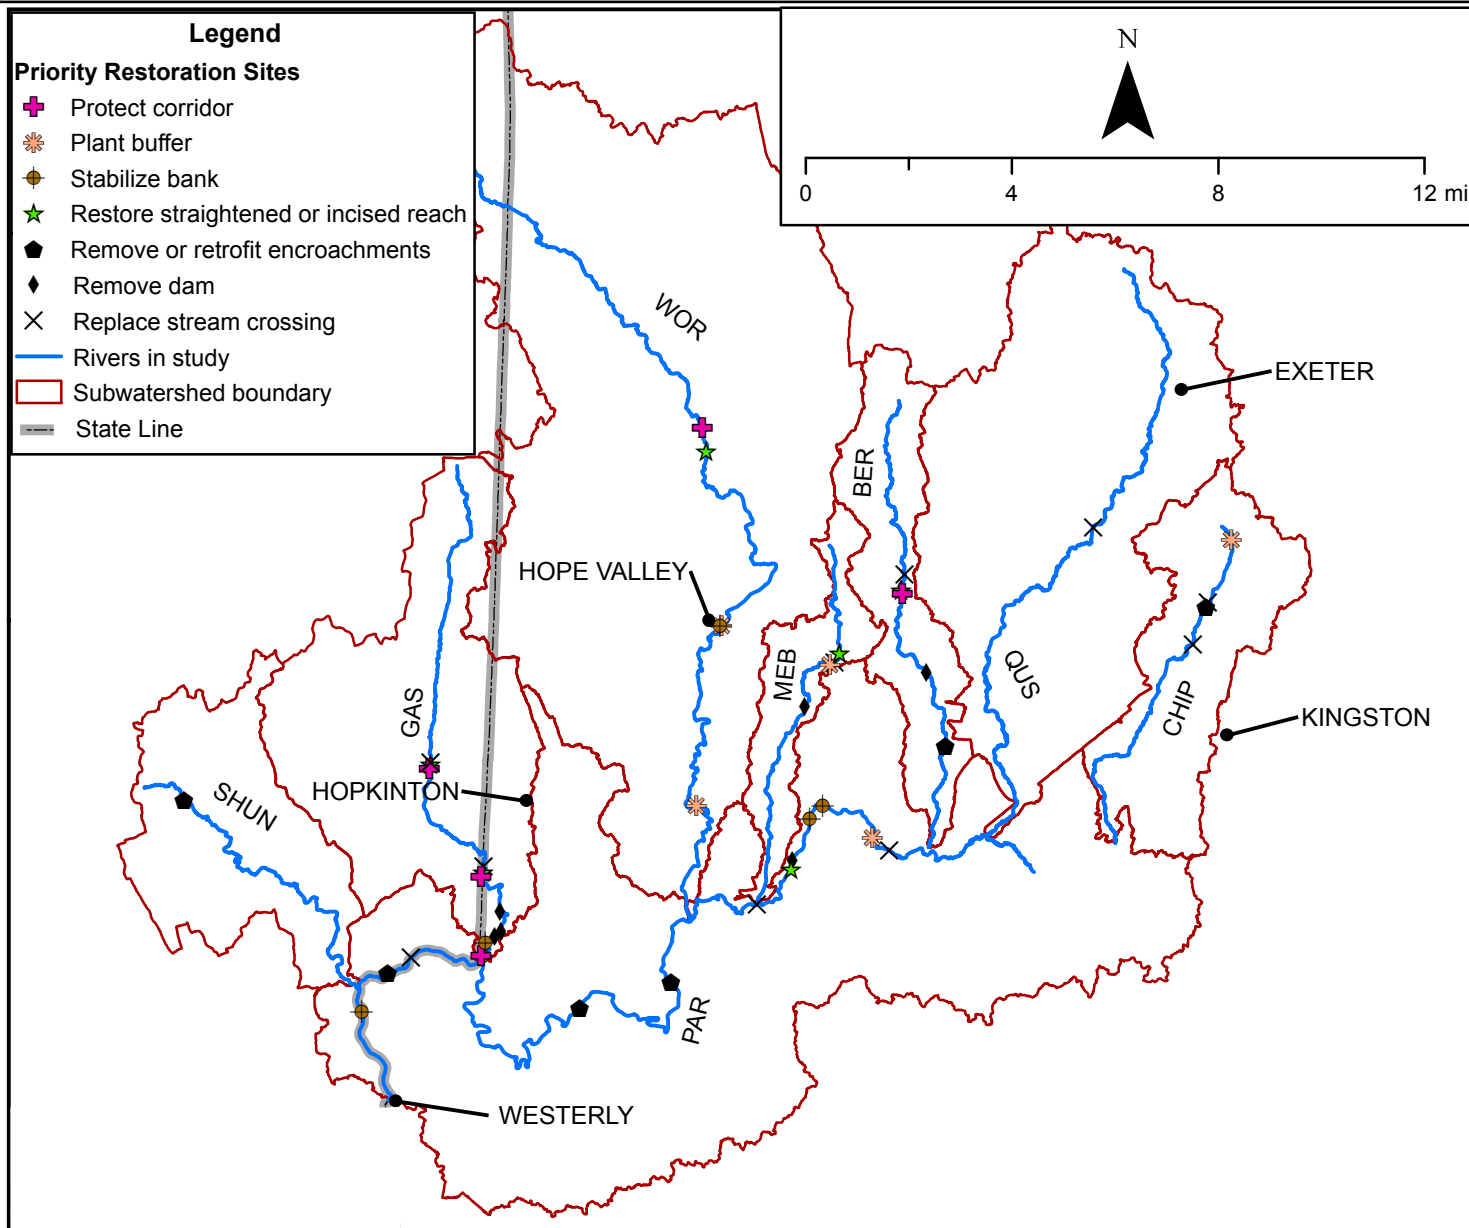 Legend
Priority Restoration Sites
Protect corridor
Plant buffer
Stabilize bank
Restore straightened or incised reach
Remove or retrofit encroachments
Remove dam
Replace stream crossing
Rivers in study
Subwatershed boundary
State Line
N
0 4 8 12 mi
WOR
EXETER
BER
HOPE VALLEY
MEB
QUS
GAS
CHIP
KINGSTON
HOPKINTON
SHUN
PAR
WESTERLY